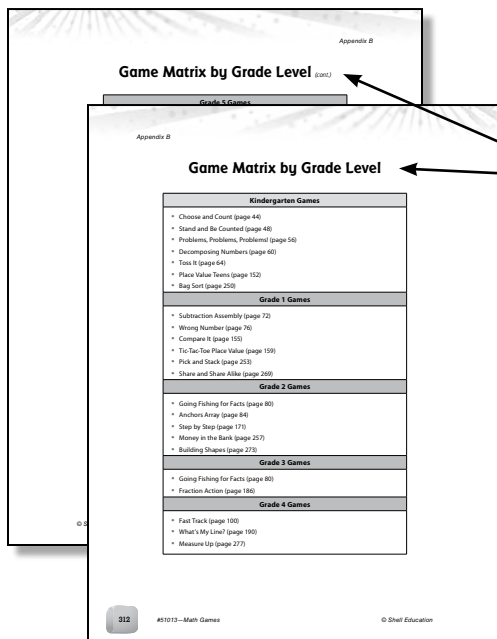 Appendix B
Game Matrix by Grade Level (cont.)
Grade 5 Games
Appendix B
Game Matrix by Grade Level
Kindergarten Games
* Choose and Count (page 44)
* Stand and Be Counted (page 48)
* Problems, Problems, Problems! (page 56)
* Decomposing Numbers (page 60)
* Toss It (page 64)
* Place Value Teens (page 152)
* Bag Sort (page 250)
Grade 1 Games
* Subtraction Assembly (page 72)
* Wrong Number (page 76)
* Compare It (page 155)
* Tic-Tac-Toe Place Value (page 159)
* Pick and Stack (page 253)
* Share and Share Alike (page 269)
Grade 2 Games
* Going Fishing for Facts (page 80)
* Anchors Array (page 84)
* Step by Step (page 171)
* Money in the Bank (page 257)
* Building Shapes (page 273)
Grade 3 Games
* Going Fishing for Facts (page 80)
* Fraction Action (page 186)
Grade 4 Games
* Fast Track (page 100)
* What's My Line? (page 190)
* Measure Up (page 277)
© S
312
#51013—Math Games
© Shell Education